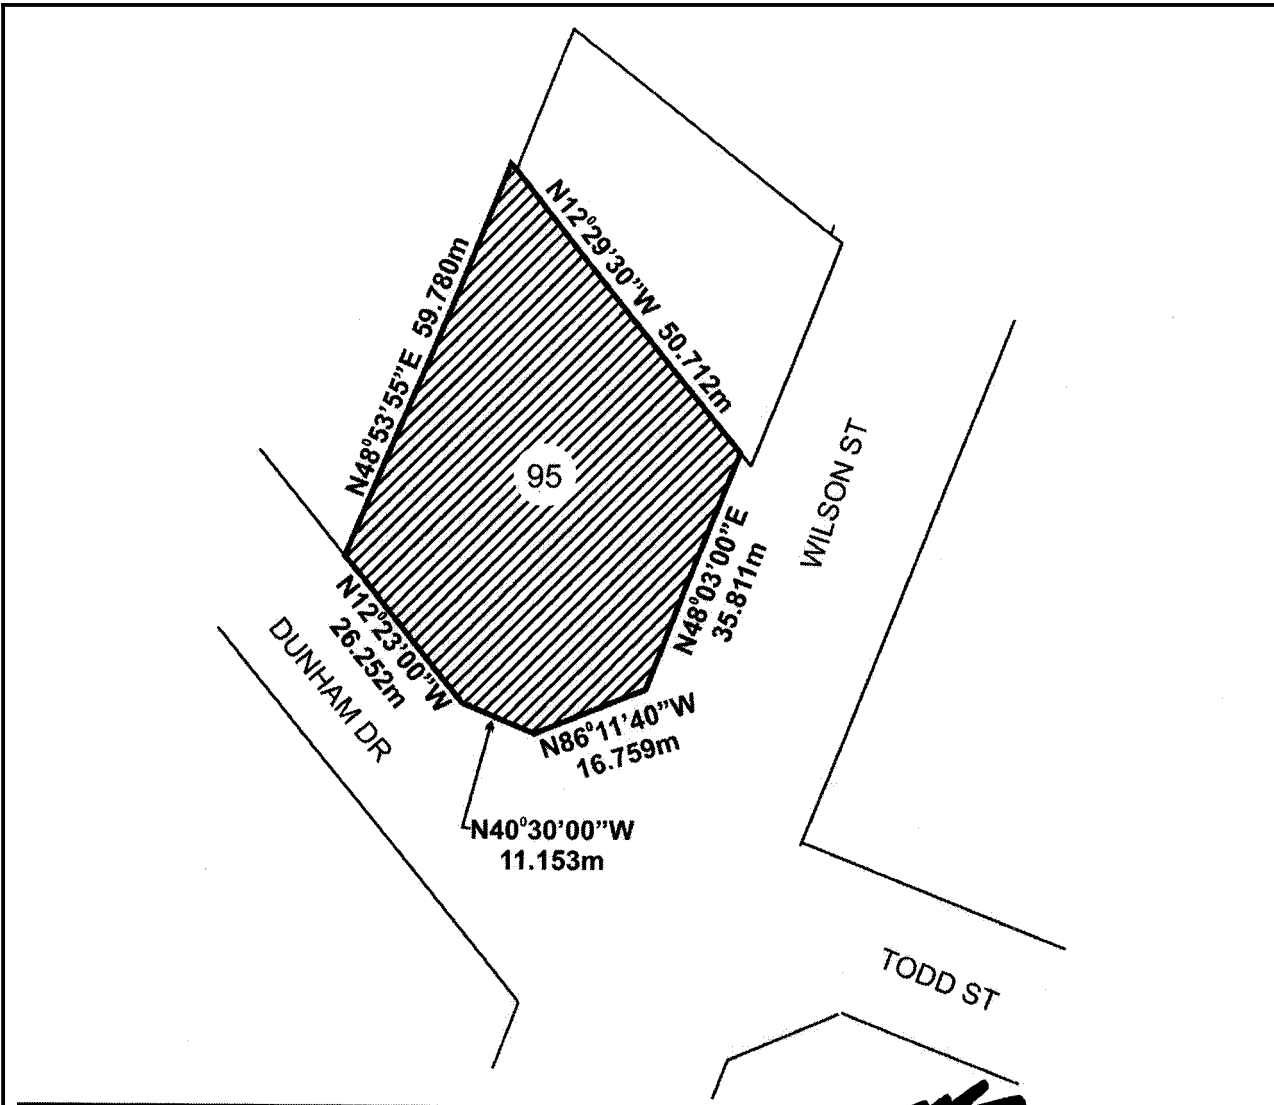 N12°29'30”W 50.712m
N48°53'55”E 59.780m
95
WILSON ST
N48°03'00”E
35.811m
N12°23'00”W
26.252m
DUNHAM DR
N86°11'40”W
16.759m
N40°30'00”W
11.153m
TODD ST